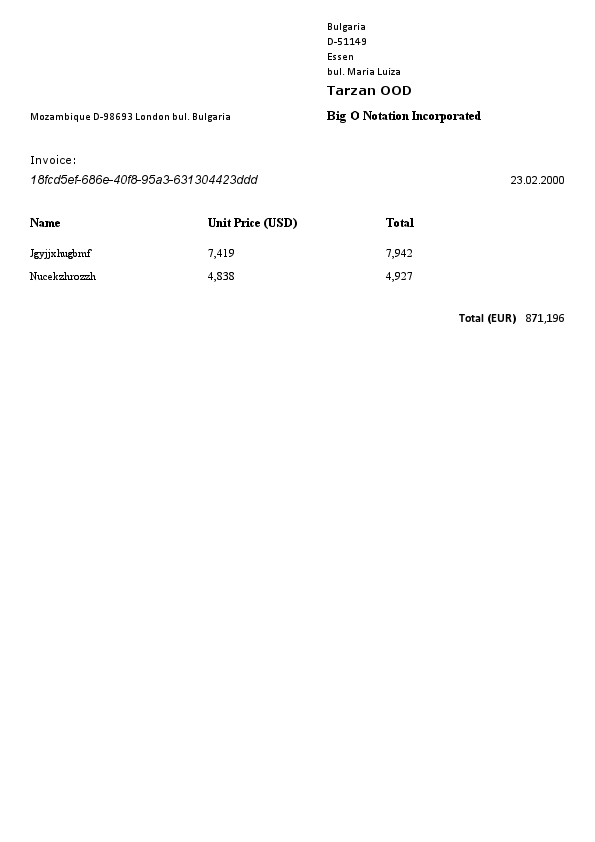 Bulgaria
D-51149
Essen
bul. Maria Luiza
Tarzan OOD
Mozambique D-98693 London bul. Bulgaria
Big O Notation Incorporated
Invoice:
18fcd5ef-686e-40f8-95a3-631304423ddd
23.02.2000
Name Unit Price (USD) Total
Jgyjjxhugbmf 7,419 7,942
Nucekzhrozzh 4,838 4,927
Total (EUR) 871,196